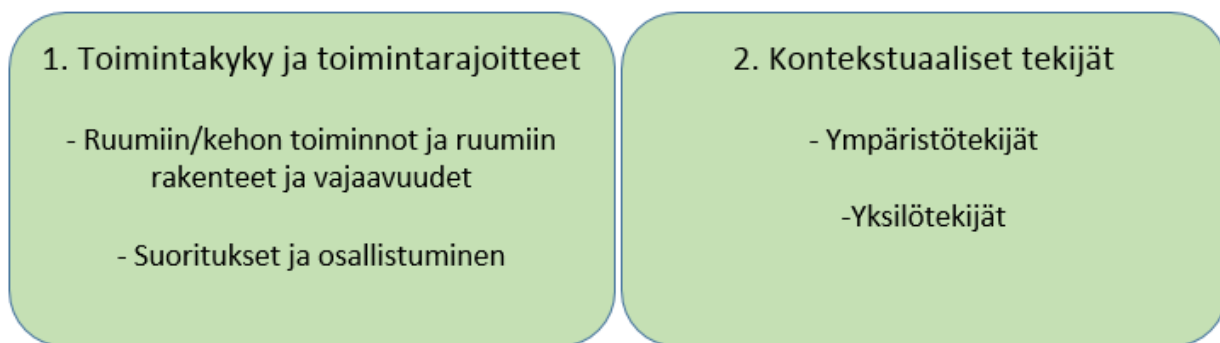 1. Toimintakyky ja toimintarajoitteet
- Ruumiin/kehon toiminnot ja ruumiin
rakenteet ja vajaavuudet
- Suoritukset ja osallistuminen
2. Kontekstuaaliset tekijät
- Ympäristötekijät
-Yksilötekijät